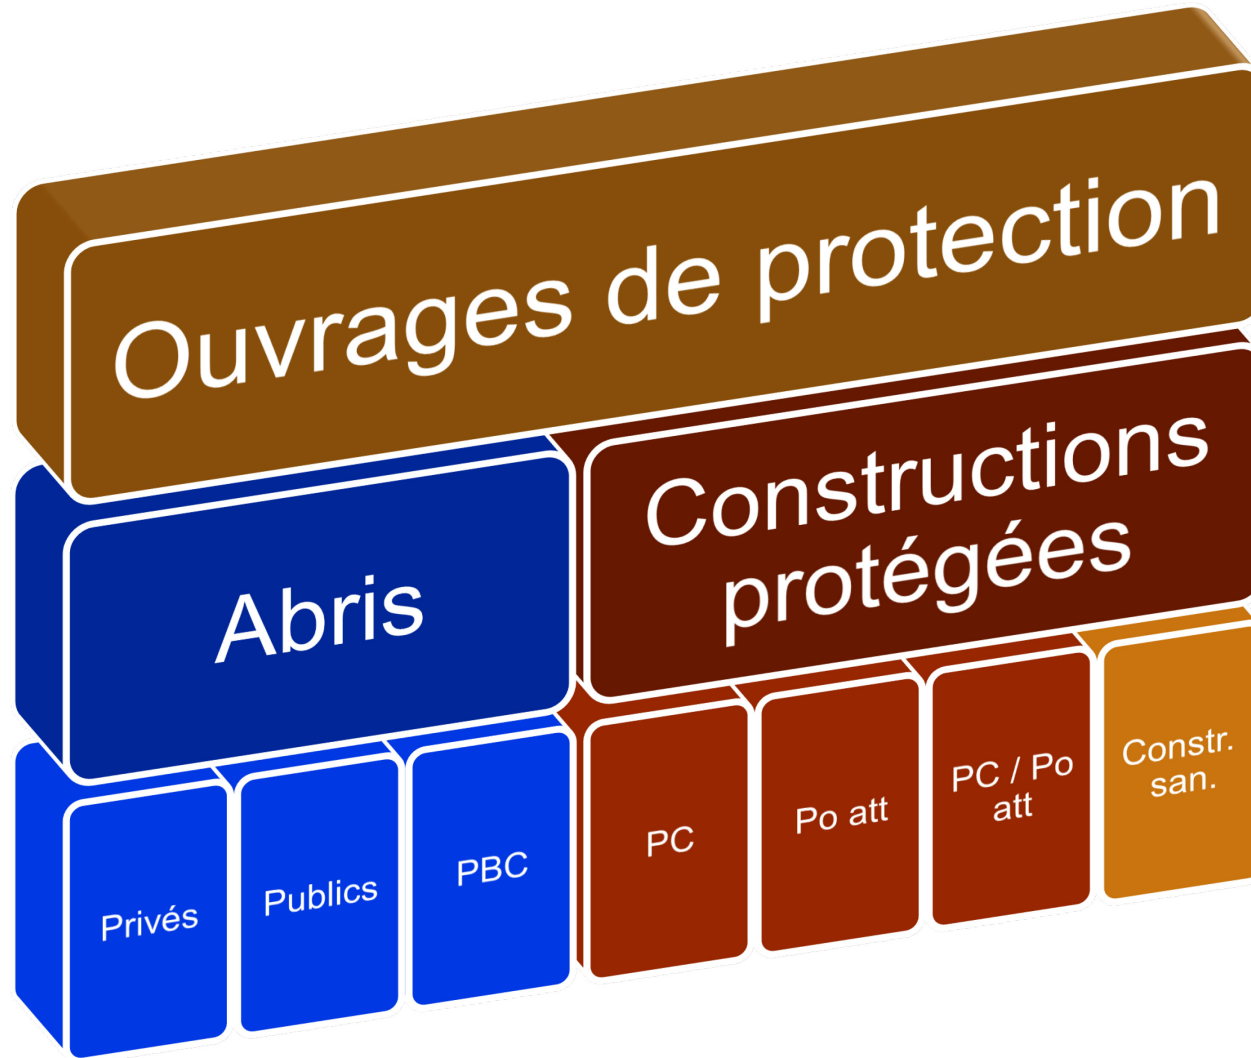 Ouvrages de protection
Abris
Constructions
protégées
Privés
Publics
PBC
PC
Po att
PC / Po
att
Constr.
san.